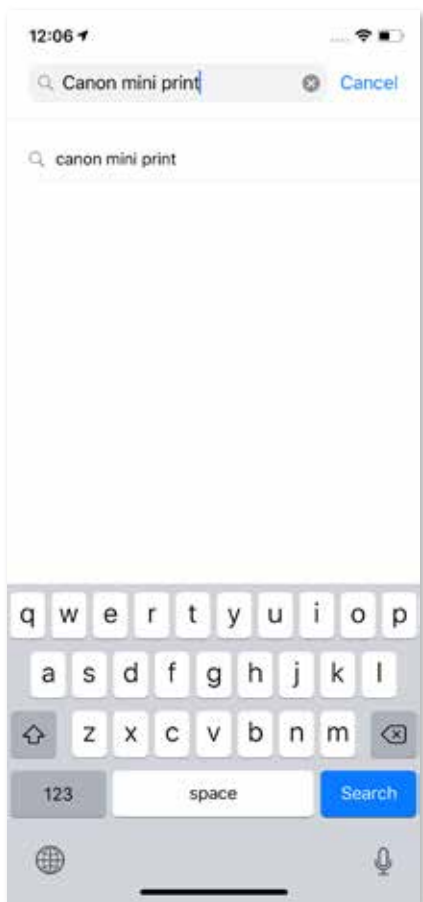 12:06
Canon mini print Cancel
canon mini print
q w e r t y u i o p
a s d f g h j k l
z x c v b n m
123 space Search